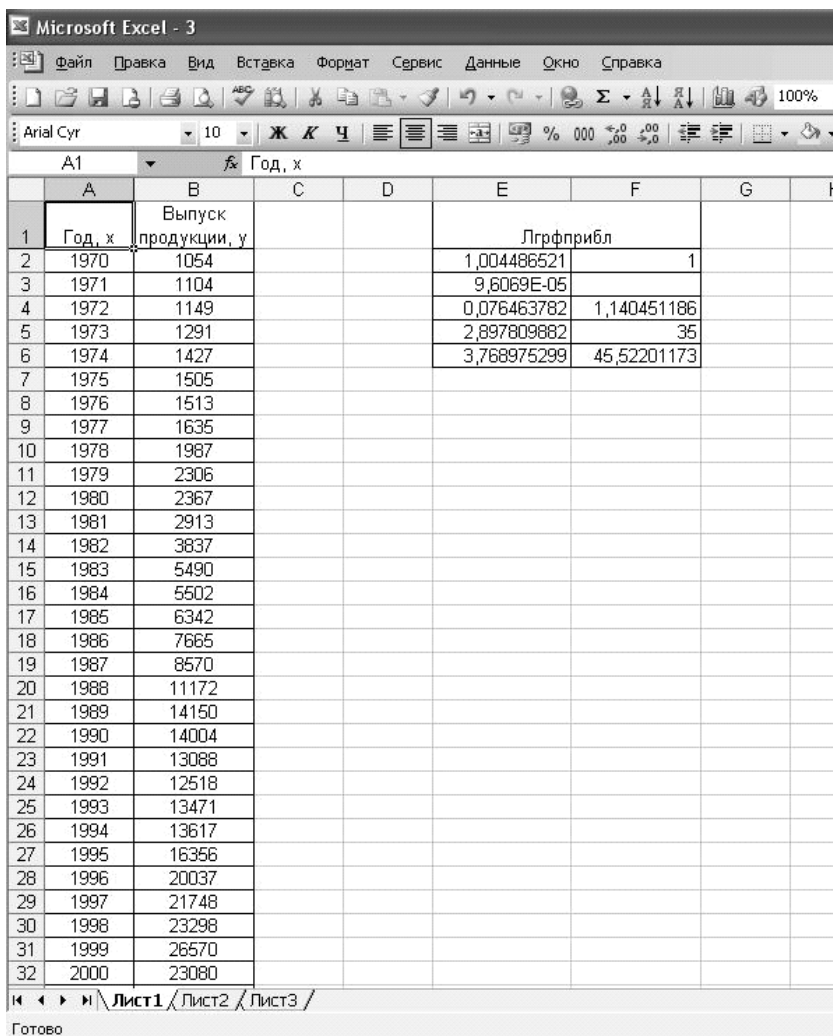 Microsoft Excel - 3
Файл Правка Вид Вставка Формат Сервис Данные Окно Справка
100%
Arial Cyr 10 Ж К Ч % 000
A1 fx Год, x
A B C D E F G
1 Год, x Выпуск продукции, y Лгрфприбл
2 1970 1054 1,004486521 1
3 1971 1104 9,6069E-05
4 1972 1149 0,076463782 1,140451186
5 1973 1291 2,897809882 35
6 1974 1427 3,768975299 45,52201173
7 1975 1505
8 1976 1513
9 1977 1635
10 1978 1987
11 1979 2306
12 1980 2367
13 1981 2913
14 1982 3837
15 1983 5490
16 1984 5502
17 1985 6342
18 1986 7665
19 1987 8570
20 1988 11172
21 1989 14150
22 1990 14004
23 1991 13088
24 1992 12518
25 1993 13471
26 1994 13617
27 1995 16356
28 1996 20037
29 1997 21748
30 1998 23298
31 1999 26570
32 2000 23080
Лист1 Лист2 Лист3
Готово